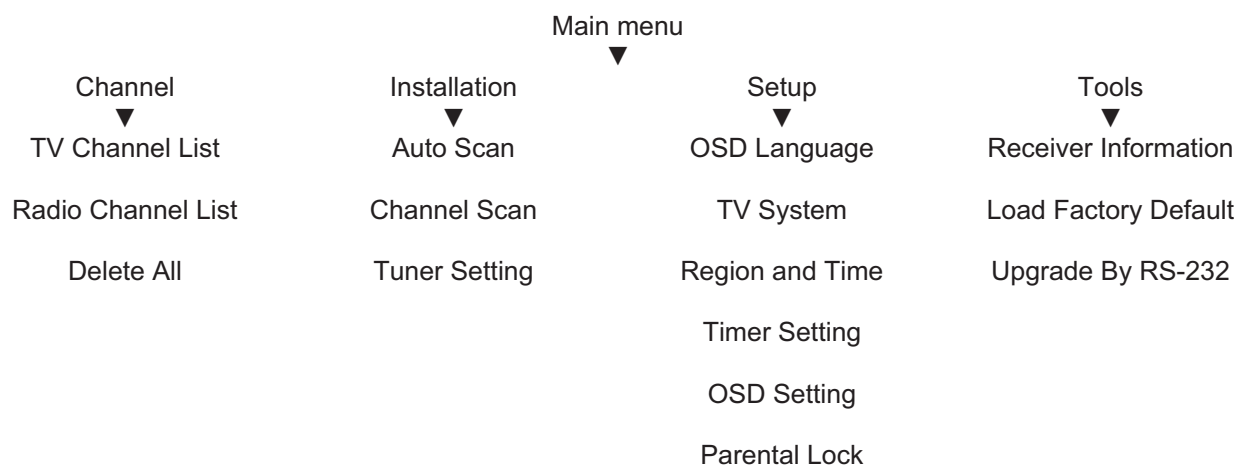 Main menu
▼
Channel Installation Setup Tools
▼ ▼ ▼ ▼
TV Channel List Auto Scan OSD Language Receiver Information
Radio Channel List Channel Scan TV System Load Factory Default
Delete All Tuner Setting Region and Time Upgrade By RS-232
Timer Setting
OSD Setting
Parental Lock